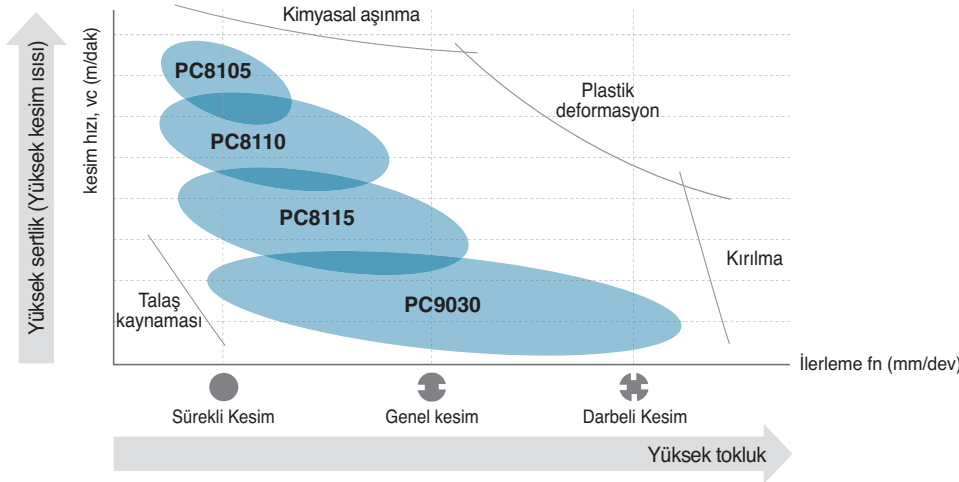 Yüksek sertlik (Yüksek kesim ısısı)
kesim hızı, vc (m/dak)
Kimyasal aşınma
PC8105
Plastik
deformasyon
PC8110
PC8115
Kırılma
Talaş
kaynaması
PC9030
İlerleme fn (mm/dev)
Sürekli Kesim
Genel kesim
Darbeli Kesim
Yüksek tokluk